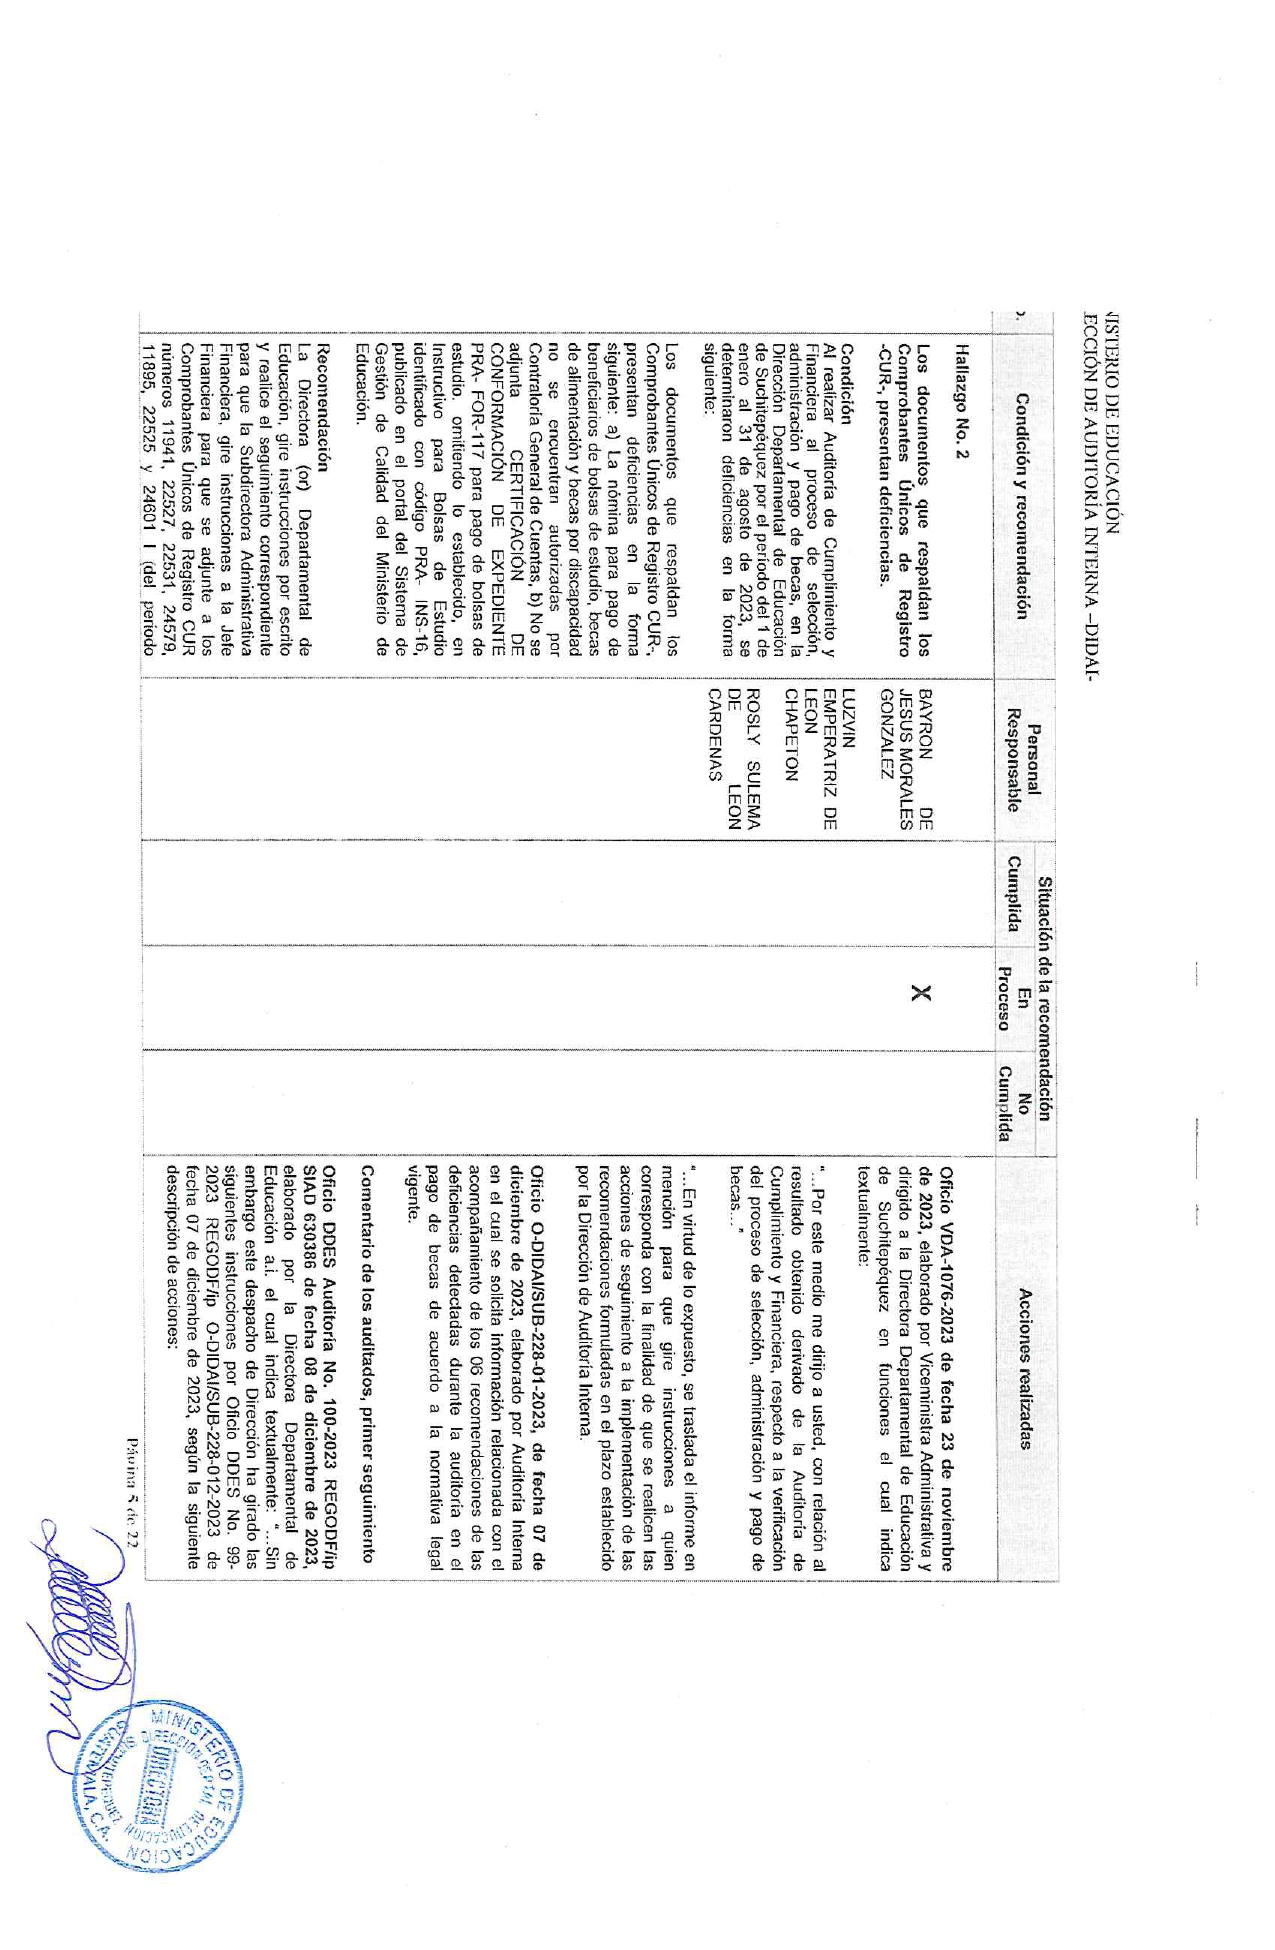 NISTERIO DE EDUCACIÓN
ECCIÓN DE AUDITORÍA INTERNA –DIDAI-
Situación de la recomendación
o.
Condición y recomendación
Personal
Responsable
Cumplida
En
Proceso
No
Cumplida
Acciones realizadas
Hallazgo No. 2
Los documentos que respaldan los
Comprobantes Únicos de Registro
-CUR-, presentan deficiencias.
Condición
Al realizar Auditoría de Cumplimiento y
Financiera al proceso de selección,
administración y pago de becas, en la
Dirección Departamental de Educación
de Suchitepéquez por el período del 1 de
enero al 31 de agosto de 2023, se
determinaron deficiencias en la forma
siguiente:
Los documentos que respaldan los
Comprobantes Únicos de Registro CUR-,
presentan deficiencias en la forma
siguiente: a) La nómina para pago de
beneficiarios de bolsas de estudio, becas
de alimentación y becas por discapacidad
no se encuentran autorizadas por
Contraloría General de Cuentas, b) No se
adjunta CERTIFICACIÓN DE
CONFORMACIÓN DE EXPEDIENTE
PRA- FOR-117 para pago de bolsas de
estudio. omitiendo lo establecido, en
Instructivo para Bolsas de Estudio
identificado con código PRA- INS-16,
publicado en el portal del Sistema de
Gestión de Calidad del Ministerio de
Educación.
Recomendación
La Directora (or) Departamental de
Educación, gire instrucciones por escrito
y realice el seguimiento correspondiente
para que la Subdirectora Administrativa
Financiera, gire instrucciones a la Jefe
Financiera para que se adjunte a los
Comprobantes Únicos de Registro CUR
números 11941, 22527, 22531, 24579,
11895, 22525 y 24601 I (del período
BAYRON DE
JESUS MORALES
GONZALEZ
LUZVIN
EMPERATRIZ DE
LEON
CHAPETON
ROSLY SULEMA
DE LEON
CARDENAS
X
Oficio VDA-1076-2023 de fecha 23 de noviembre
de 2023, elaborado por Viceministra Administrativa y
dirigido a la Directora Departamental de Educación
de Suchitepéquez en funciones el cual indica
textualmente:
“ ...Por este medio me dirijo a usted, con relación al
resultado obtenido derivado de la Auditoría de
Cumplimiento y Financiera, respecto a la verificación
del proceso de selección, administración y pago de
becas...”
“ ...En virtud de lo expuesto, se traslada el informe en
mención para que gire instrucciones a quien
corresponda con la finalidad de que se realicen las
acciones de seguimiento a la implementación de las
recomendaciones formuladas en el plazo establecido
por la Dirección de Auditoría Interna.
Oficio O-DIDAI/SUB-228-01-2023, de fecha 07 de
diciembre de 2023, elaborado por Auditoría Interna
en el cual se solicita información relacionada con el
acompañamiento de los 06 recomendaciones de las
deficiencias detectadas durante la auditoría en el
pago de becas de acuerdo a la normativa legal
vigente.
Comentario de los auditados, primer seguimiento
Oficio DDES Auditoría No. 100-2023 REGODF/ip
SIAD 630386 de fecha 08 de diciembre de 2023,
elaborado por la Directora Departamental de
Educación a.i. el cual indica textualmente: “ ...Sin
embargo este despacho de Dirección ha girado las
siguientes instrucciones por Oficio DDES No. 99-
2023 REGODF/ip O-DIDAI/SUB-228-012-2023 de
fecha 07 de diciembre de 2023, según la siguiente
descripción de acciones:
Página 5 de 22
MINISTERIO DE EDUCACIÓN
DIRECCIÓN DEPTAL DE EDUCACIÓN
DIRECTORA
SUCHITEPEQUEZ
GUATEMALA, C.A.